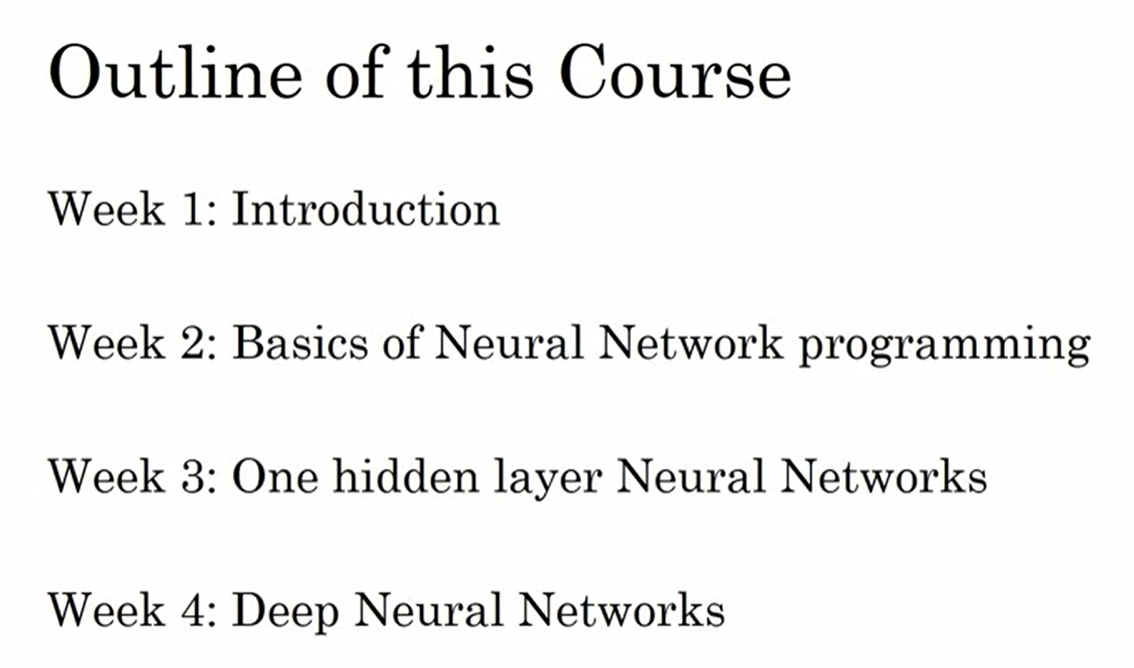 Outline of this Course
Week 1: Introduction
Week 2: Basics of Neural Network programming
Week 3: One hidden layer Neural Networks
Week 4: Deep Neural Networks